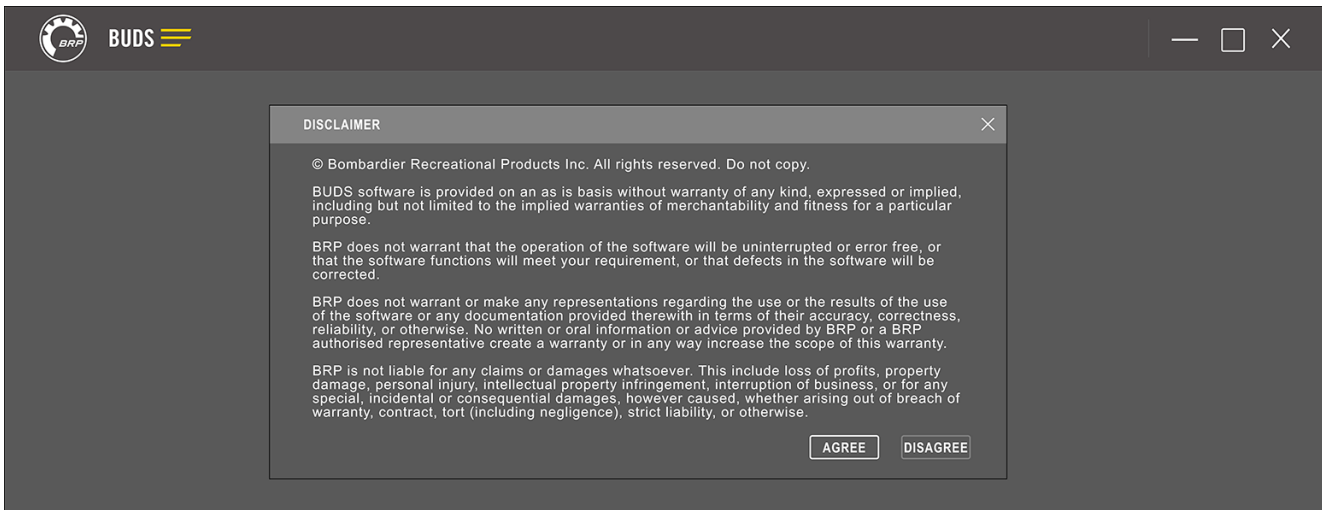 BRP BUDS
DISCLAIMER
© Bombardier Recreational Products Inc. All rights reserved. Do not copy.
BUDS software is provided on an as is basis without warranty of any kind, expressed or implied,
including but not limited to the implied warranties of merchantability and fitness for a particular
purpose.
BRP does not warrant that the operation of the software will be uninterrupted or error free, or
that the software functions will meet your requirement, or that defects in the software will be
corrected.
BRP does not warrant or make any representations regarding the use or the results of the use
of the software or any documentation provided therewith in terms of their accuracy, correctness,
reliability, or otherwise. No written or oral information or advice provided by BRP or a BRP
authorised representative create a warranty or in any way increase the scope of this warranty.
BRP is not liable for any claims or damages whatsoever. This include loss of profits, property
damage, personal injury, intellectual property infringement, interruption of business, or for any
special, incidental or consequential damages, however caused, whether arising out of breach of
warranty, contract, tort (including negligence), strict liability, or otherwise.
AGREE DISAGREE